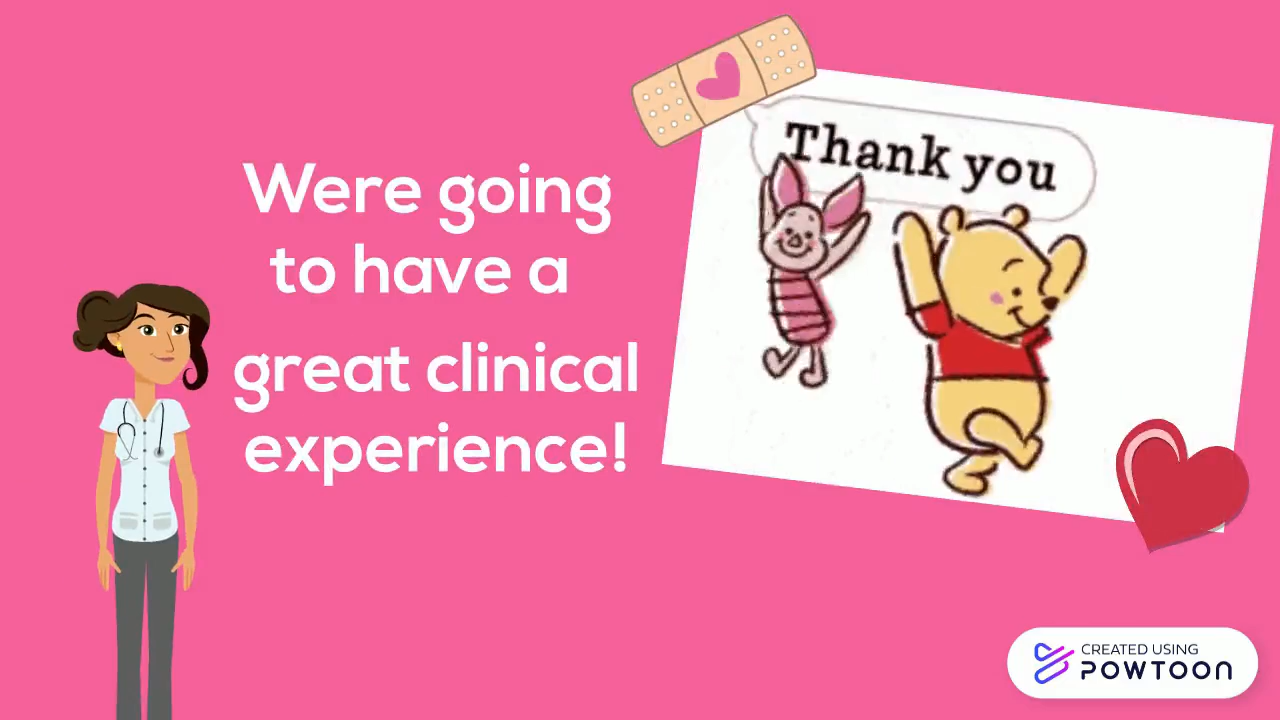 Were going
to have a
great clinical
experience!
Thank you
CREATED USING
POWTOON